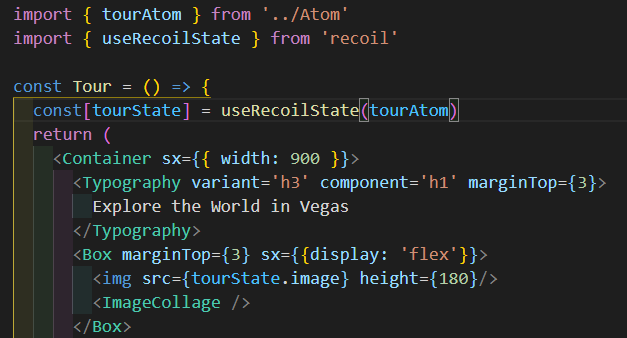 import { tourAtom } from '../Atom'
import { useRecoilState } from 'recoil'
const Tour = () => {
const[tourState] = useRecoilState(tourAtom)
return (
<Container sx={{ width: 900 }}>
<Typography variant='h3' component='h1' marginTop={3}>
Explore the World in Vegas
</Typography>
<Box marginTop={3} sx={{display: 'flex'}}>
<img src={tourState.image} height={180}/>
<ImageCollage />
</Box>